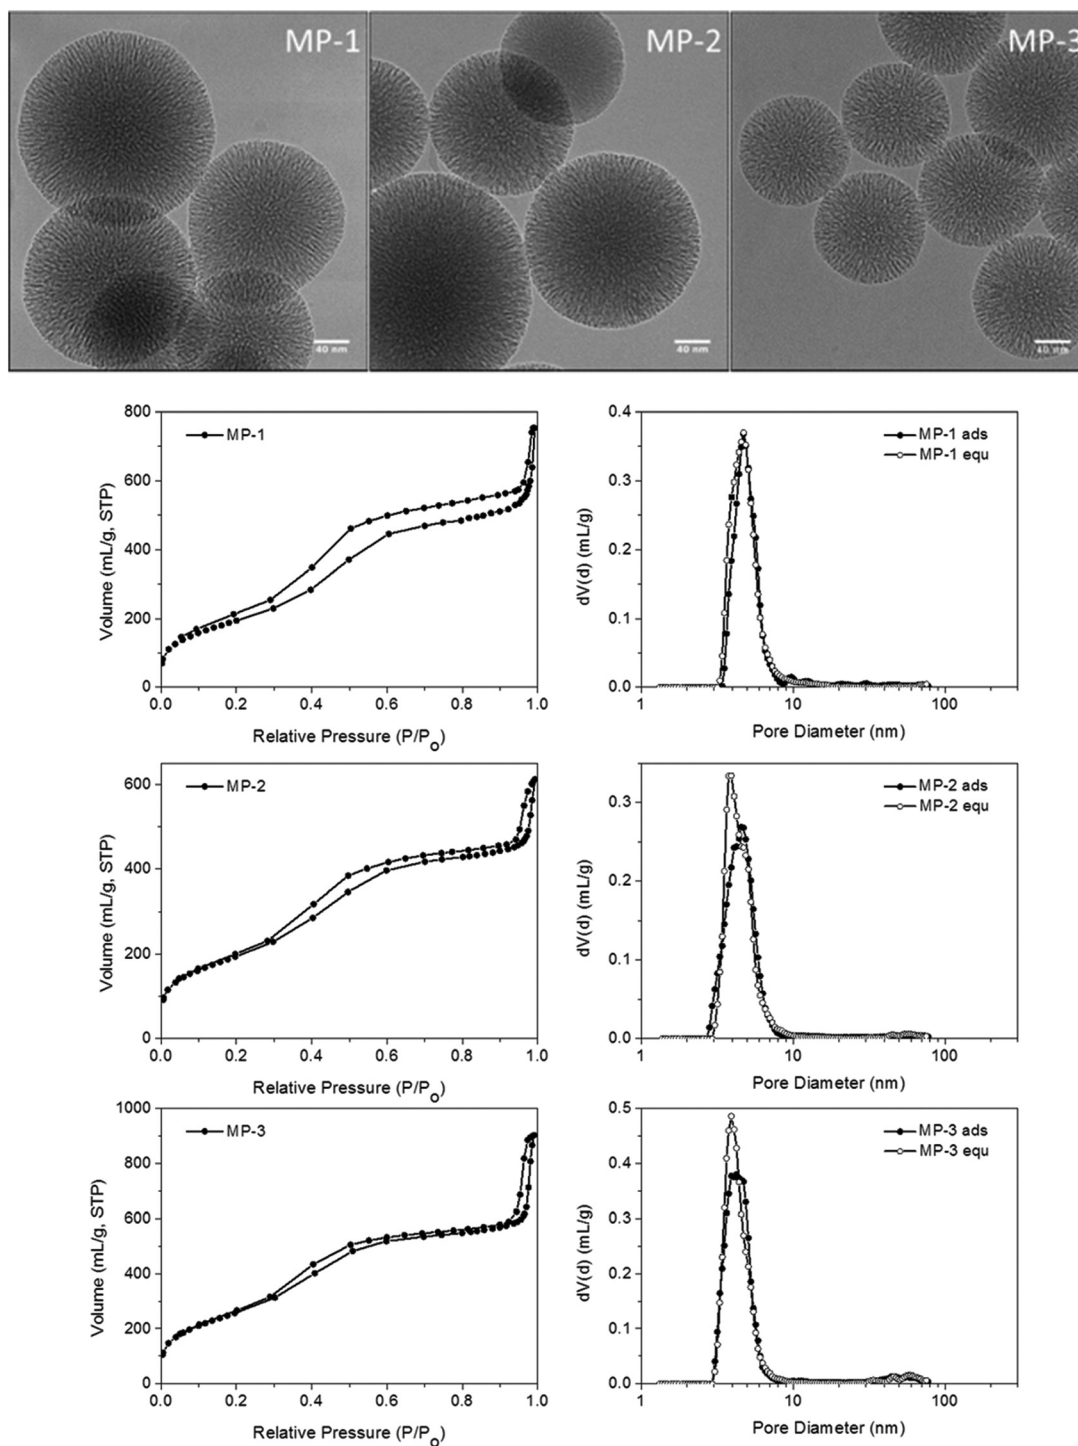 MP-1 MP-2 MP-3
40 nm 40 nm 40 nm
800
600
400
200
0
MP-1
Volume (mL/g, STP)
0.0 0.2 0.4 0.6 0.8 1.0
Relative Pressure (P/Po)
0.4
0.3
0.2
0.1
0.0
MP-1 ads
MP-1 equ
dV(d) (mL/g)
1 10 100
Pore Diameter (nm)
600
400
200
0
MP-2
Volume (mL/g, STP)
0.0 0.2 0.4 0.6 0.8 1.0
Relative Pressure (P/Po)
0.3
0.2
0.1
0.0
MP-2 ads
MP-2 equ
dV(d) (mL/g)
1 10 100
Pore Diameter (nm)
1000
800
600
400
200
0
MP-3
Volume (mL/g, STP)
0.0 0.2 0.4 0.6 0.8 1.0
Relative Pressure (P/Po)
0.5
0.4
0.3
0.2
0.1
0.0
MP-3 ads
MP-3 equ
dV(d) (mL/g)
1 10 100
Pore Diameter (nm)